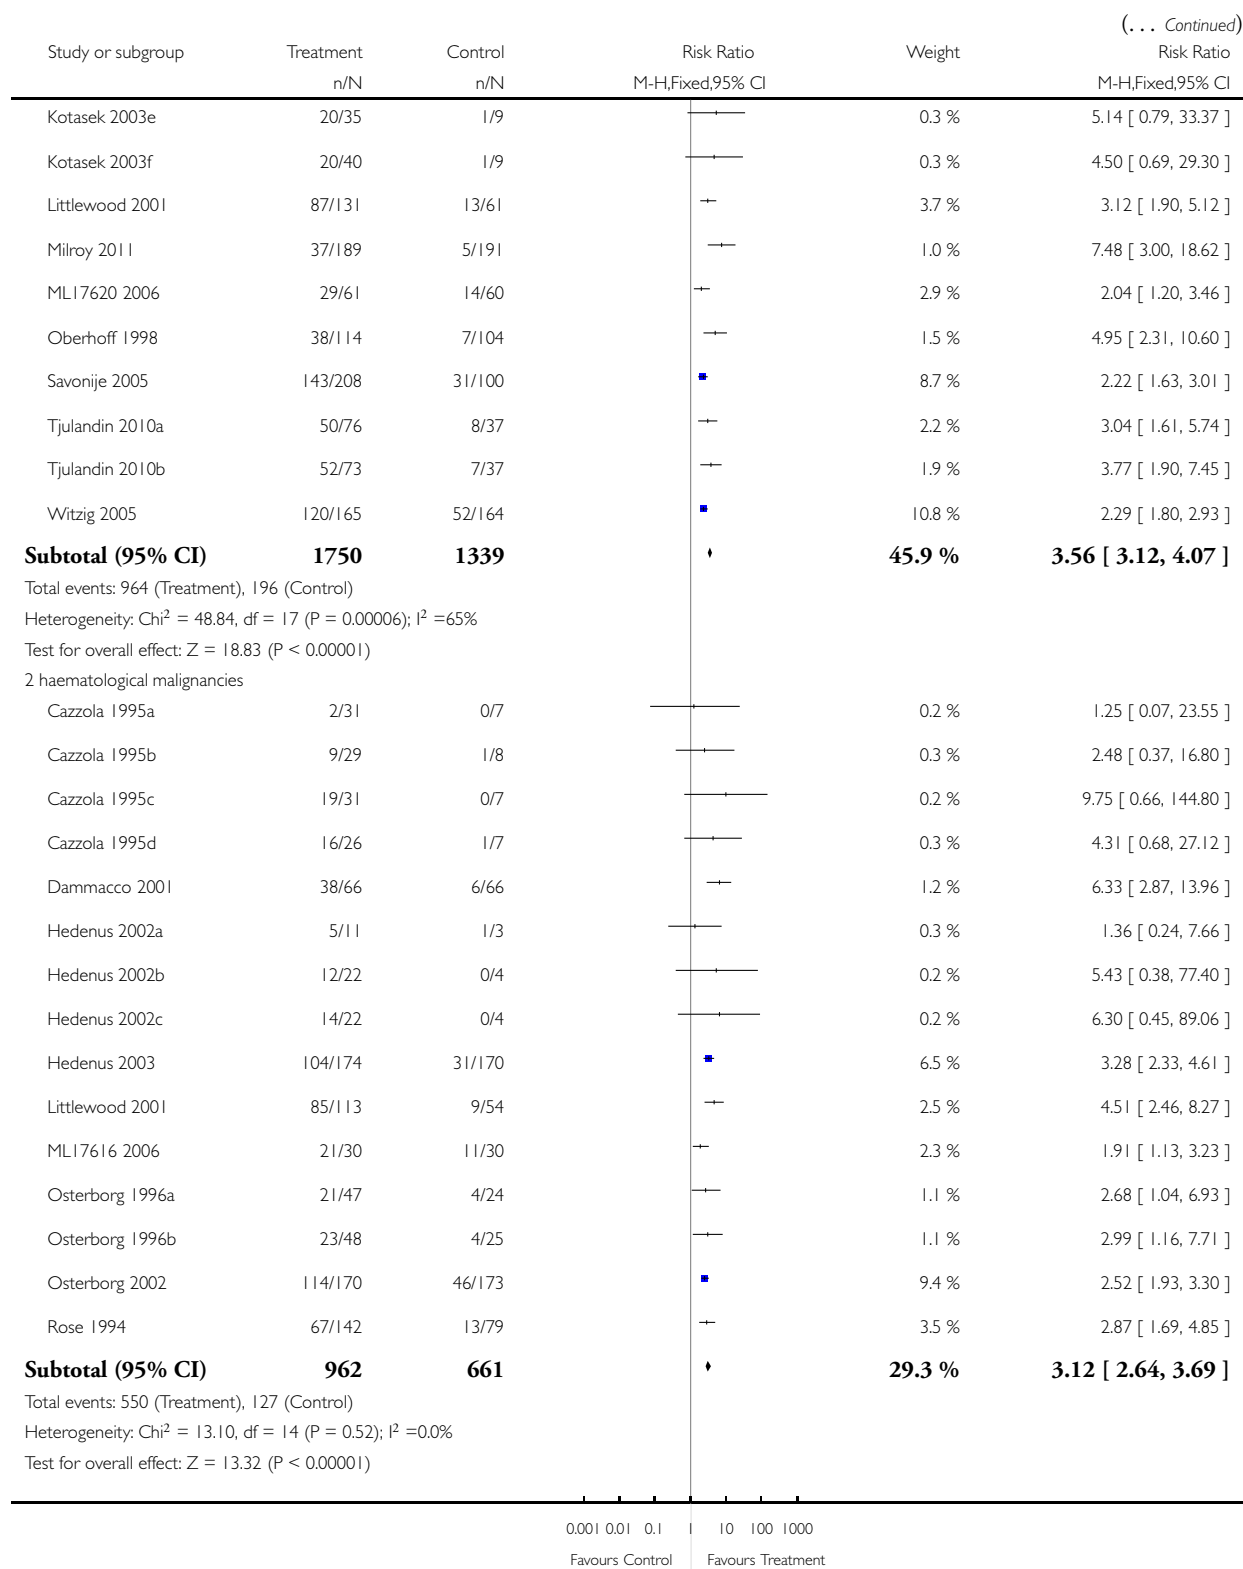 (... Continued)
Study or subgroup Treatment Control Risk Ratio Weight Risk Ratio
n/N n/N M-H,Fixed,95% CI M-H,Fixed,95% CI
Kotasek 2003e 20/35 1/9 0.3 % 5.14 [ 0.79, 33.37 ]
Kotasek 2003f 20/40 1/9 0.3 % 4.50 [ 0.69, 29.30 ]
Littlewood 2001 87/131 13/61 3.7 % 3.12 [ 1.90, 5.12 ]
Milroy 2011 37/189 5/191 1.0 % 7.48 [ 3.00, 18.62 ]
ML17620 2006 29/61 14/60 2.9 % 2.04 [ 1.20, 3.46 ]
Oberhoff 1998 38/114 7/104 1.5 % 4.95 [ 2.31, 10.60 ]
Savonije 2005 143/208 31/100 8.7 % 2.22 [ 1.63, 3.01 ]
Tjulandin 2010a 50/76 8/37 2.2 % 3.04 [ 1.61, 5.74 ]
Tjulandin 2010b 52/73 7/37 1.9 % 3.77 [ 1.90, 7.45 ]
Witzig 2005 120/165 52/164 10.8 % 2.29 [ 1.80, 2.93 ]
Subtotal (95% CI) 1750 1339 45.9 % 3.56 [ 3.12, 4.07 ]
Total events: 964 (Treatment), 196 (Control)
Heterogeneity: Chi² = 48.84, df = 17 (P = 0.00006); I² =65%
Test for overall effect: Z = 18.83 (P < 0.00001)
2 haematological malignancies
Cazzola 1995a 2/31 0/7 0.2 % 1.25 [ 0.07, 23.55 ]
Cazzola 1995b 9/29 1/8 0.3 % 2.48 [ 0.37, 16.80 ]
Cazzola 1995c 19/31 0/7 0.2 % 9.75 [ 0.66, 144.80 ]
Cazzola 1995d 16/26 1/7 0.3 % 4.31 [ 0.68, 27.12 ]
Dammacco 2001 38/66 6/66 1.2 % 6.33 [ 2.87, 13.96 ]
Hedenus 2002a 5/11 1/3 0.3 % 1.36 [ 0.24, 7.66 ]
Hedenus 2002b 12/22 0/4 0.2 % 5.43 [ 0.38, 77.40 ]
Hedenus 2002c 14/22 0/4 0.2 % 6.30 [ 0.45, 89.06 ]
Hedenus 2003 104/174 31/170 6.5 % 3.28 [ 2.33, 4.61 ]
Littlewood 2001 85/113 9/54 2.5 % 4.51 [ 2.46, 8.27 ]
ML17616 2006 21/30 11/30 2.3 % 1.91 [ 1.13, 3.23 ]
Osterborg 1996a 21/47 4/24 1.1 % 2.68 [ 1.04, 6.93 ]
Osterborg 1996b 23/48 4/25 1.1 % 2.99 [ 1.16, 7.71 ]
Osterborg 2002 114/170 46/173 9.4 % 2.52 [ 1.93, 3.30 ]
Rose 1994 67/142 13/79 3.5 % 2.87 [ 1.69, 4.85 ]
Subtotal (95% CI) 962 661 29.3 % 3.12 [ 2.64, 3.69 ]
Total events: 550 (Treatment), 127 (Control)
Heterogeneity: Chi² = 13.10, df = 14 (P = 0.52); I² =0.0%
Test for overall effect: Z = 13.32 (P < 0.00001)
0.001 0.01 0.1 1 10 100 1000
Favours Control Favours Treatment